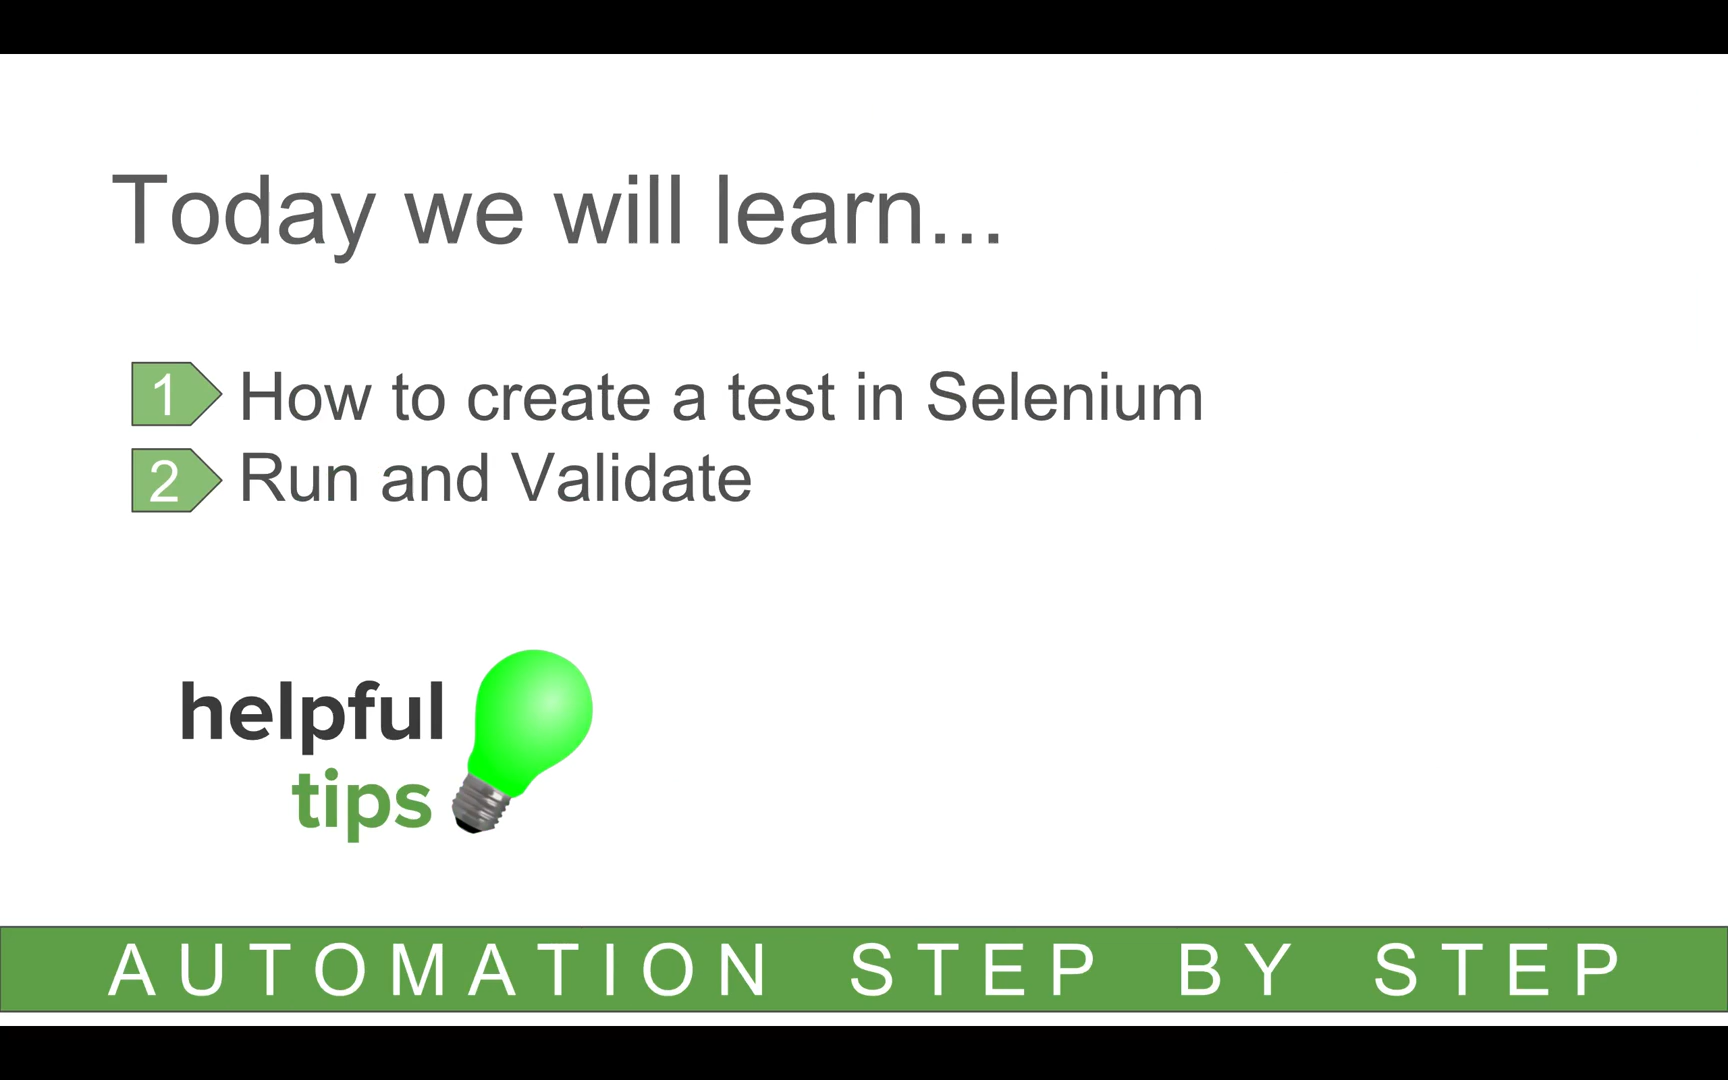 Today we will learn...
1 How to create a test in Selenium
2 Run and Validate
helpful
tips
AUTOMATION STEP BY STEP